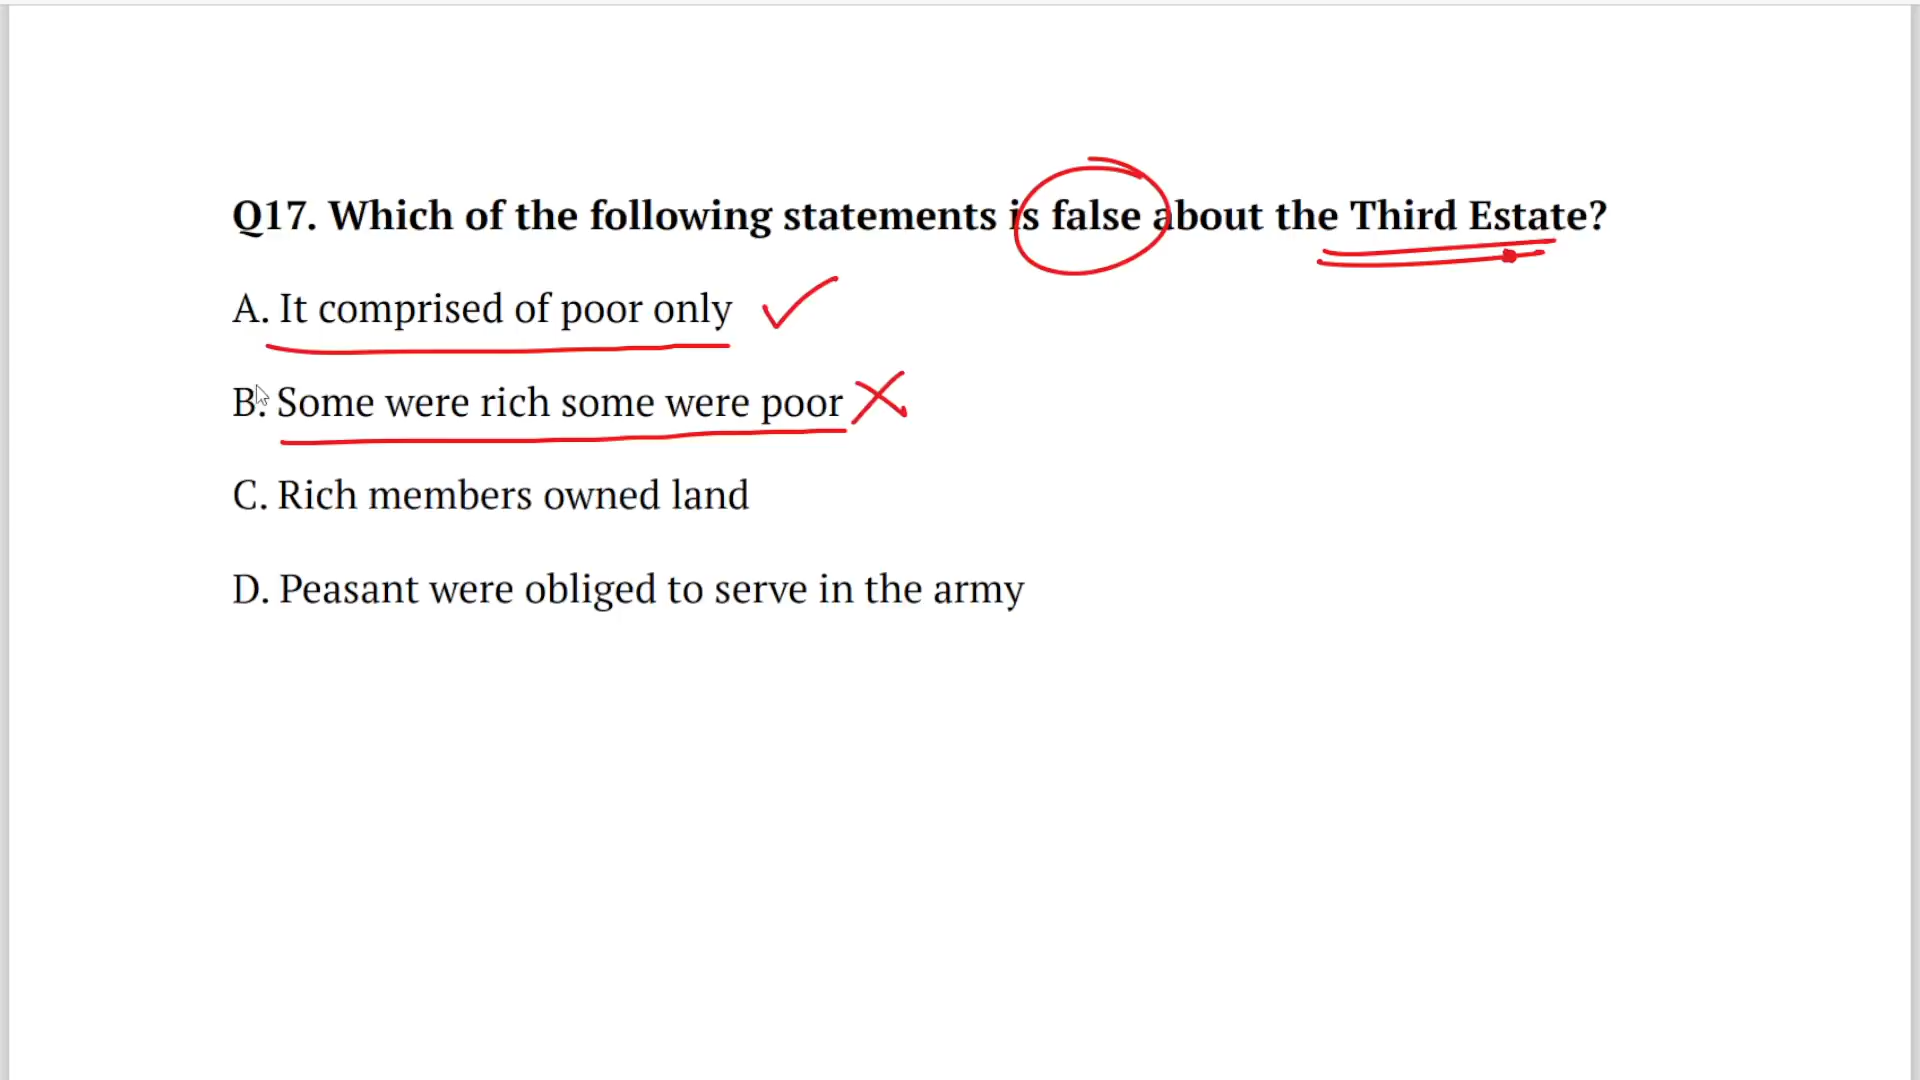 Q17. Which of the following statements is false about the Third Estate?
A. It comprised of poor only
B. Some were rich some were poor
C. Rich members owned land
D. Peasant were obliged to serve in the army